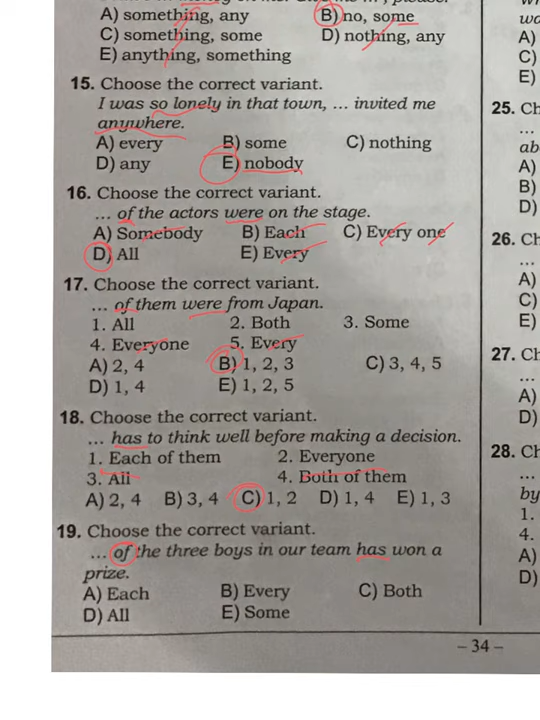 A) something, any B) no, some
C) something, some D) nothing, any
E) anything, something
15. Choose the correct variant.
I was so lonely in that town, ... invited me
anywhere.
A) every B) some C) nothing
D) any E) nobody
16. Choose the correct variant.
... of the actors were on the stage.
A) Somebody B) Each C) Every one
D) All E) Every
17. Choose the correct variant.
... of them were from Japan.
1. All 2. Both 3. Some
4. Everyone 5. Every
A) 2, 4 B) 1, 2, 3 C) 3, 4, 5
D) 1, 4 E) 1, 2, 5
18. Choose the correct variant.
... has to think well before making a decision.
1. Each of them 2. Everyone
3. All 4. Both of them
A) 2, 4 B) 3, 4 C) 1, 2 D) 1, 4 E) 1, 3
19. Choose the correct variant.
... of the three boys in our team has won a
prize.
A) Each B) Every C) Both
D) All E) Some
– 34 –
A)
C)
E)
25. Ch
...
ab
A)
B)
D)
26. Ch
...
A)
C)
E)
27. Ch
...
A)
D)
28. Ch
...
by
1.
4.
A)
D)